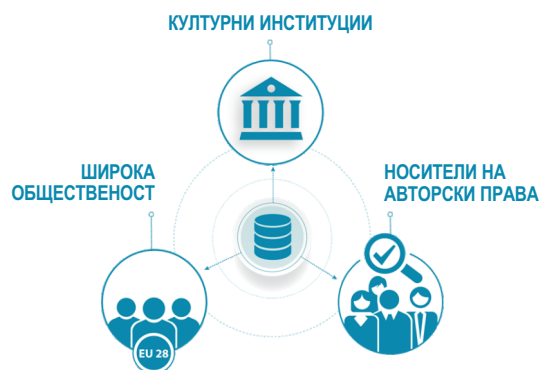 КУЛТУРНИ ИНСТИТУЦИИ
ШИРОКА
ОБЩЕСТВЕНОСТ
НОСИТЕЛИ НА
АВТОРСКИ ПРАВА
EU 28